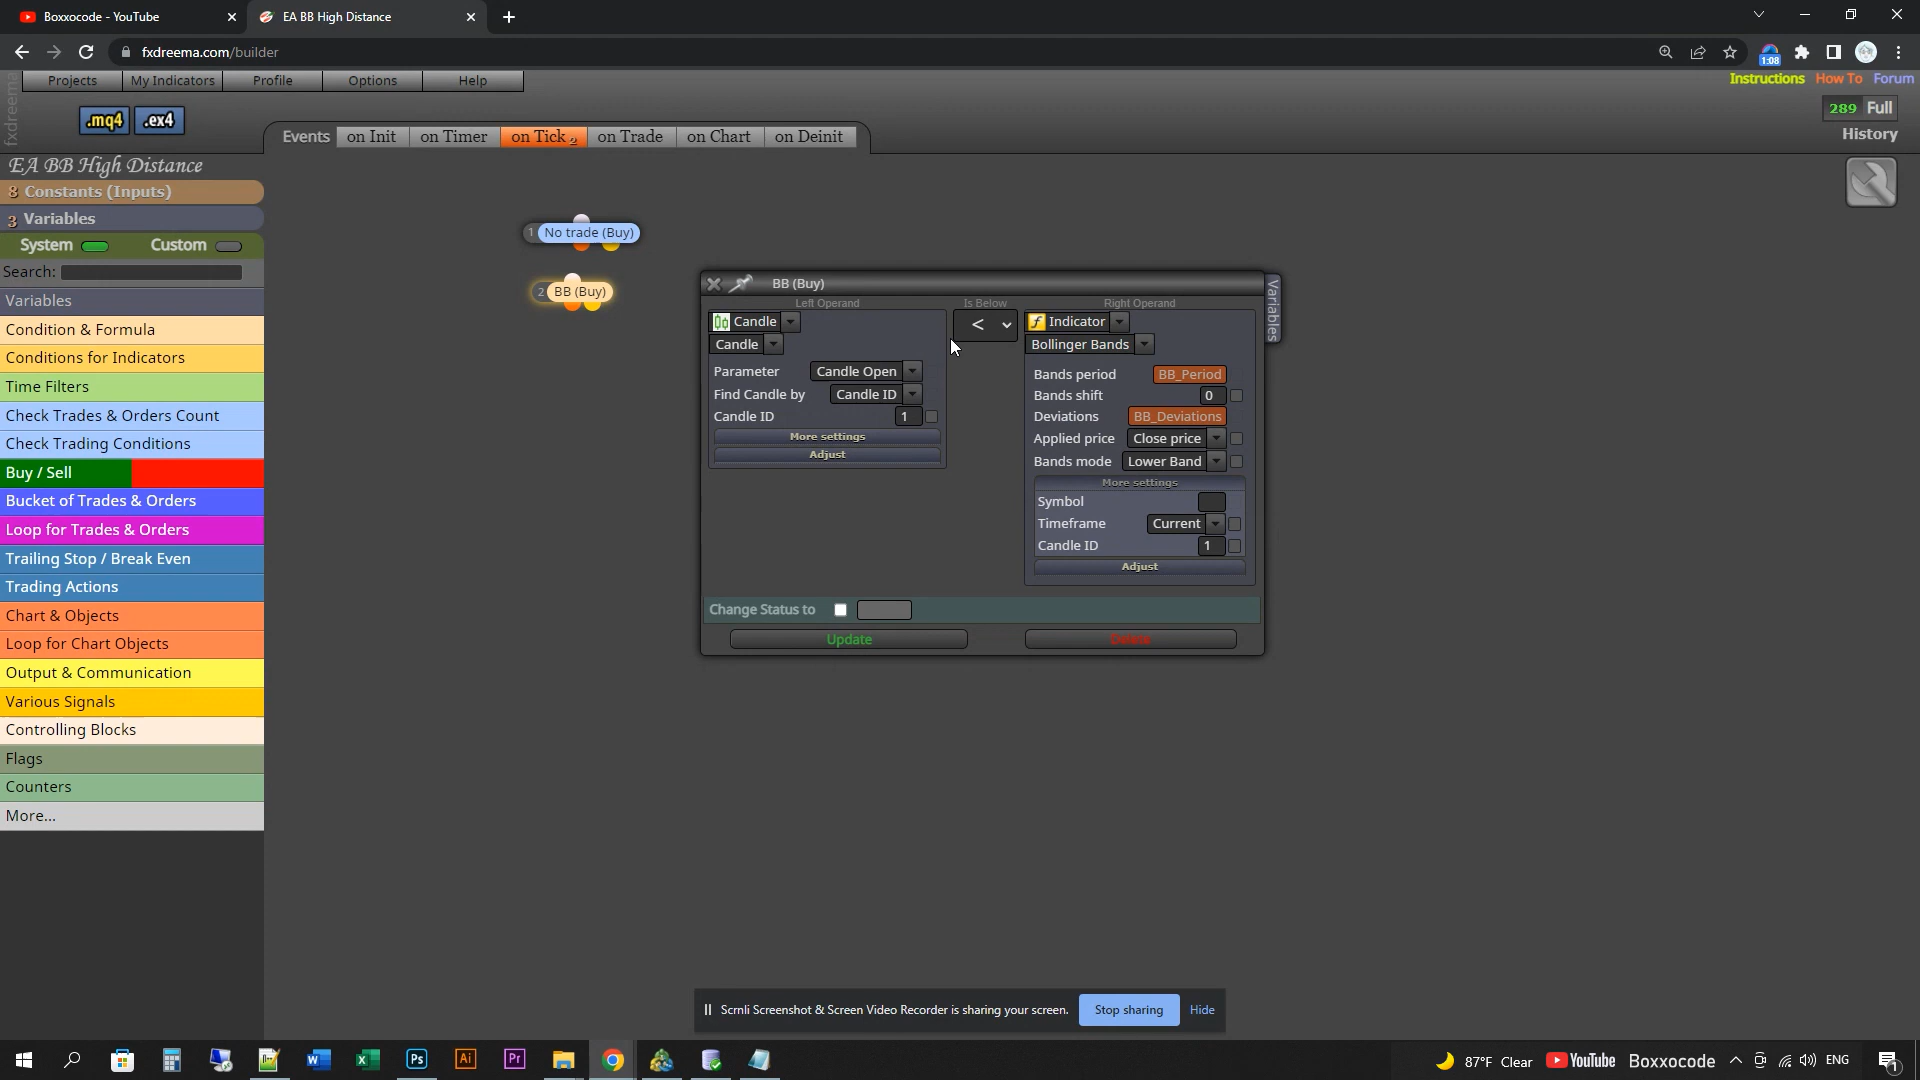 Boxxocode - YouTube
EA BB High Distance
fxdreema.com/builder
1:08
fxdreema
Projects
My Indicators
Profile
Options
Help
Instructions
How To
Forum
.mq4
.ex4
289 Full
History
Events
on Init
on Timer
on Tick 2
on Trade
on Chart
on Deinit
EA BB High Distance
8 Constants (Inputs)
3 Variables
System
Custom
Search:
Variables
Condition & Formula
Conditions for Indicators
Time Filters
Check Trades & Orders Count
Check Trading Conditions
Buy / Sell
Bucket of Trades & Orders
Loop for Trades & Orders
Trailing Stop / Break Even
Trading Actions
Chart & Objects
Loop for Chart Objects
Output & Communication
Various Signals
Controlling Blocks
Flags
Counters
More...
1 No trade (Buy)
2 BB (Buy)
BB (Buy)
Variables
Left Operand
Is Below
Right Operand
Candle
Candle
Parameter Candle Open
Find Candle by Candle ID
Candle ID 1
More settings
Adjust
<
Indicator
Bollinger Bands
Bands period BB_Period
Bands shift 0
Deviations BB_Deviations
Applied price Close price
Bands mode Lower Band
More settings
Symbol
Timeframe Current
Candle ID 1
Adjust
Change Status to
Update
Delete
Scrnli Screenshot & Screen Video Recorder is sharing your screen.
Stop sharing
Hide
W
X
Ps
Ai
Pr
87°F Clear
YouTube Boxxocode
ENG
1